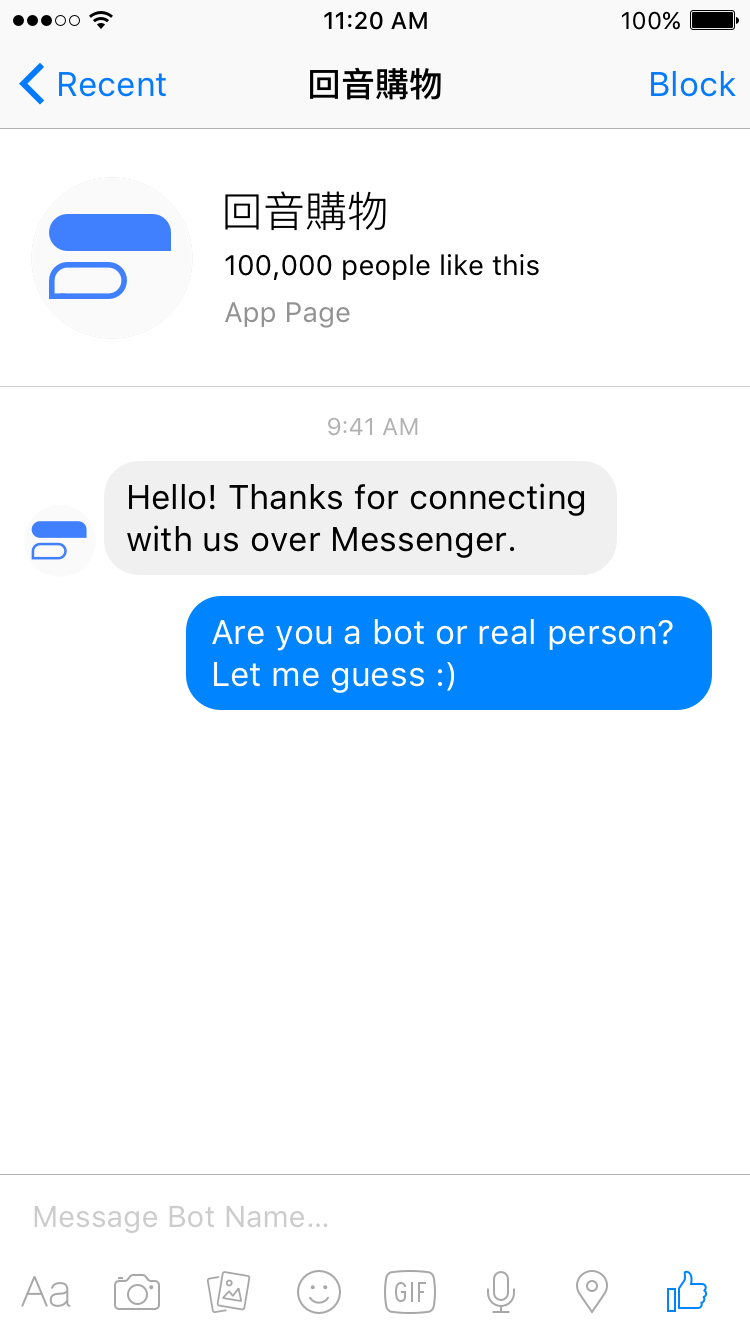 11:20 AM
100%
Recent
回音購物
Block
回音購物
100,000 people like this
App Page
9:41 AM
Hello! Thanks for connecting
with us over Messenger.
Are you a bot or real person?
Let me guess :)
Message Bot Name...
Aa
GIF